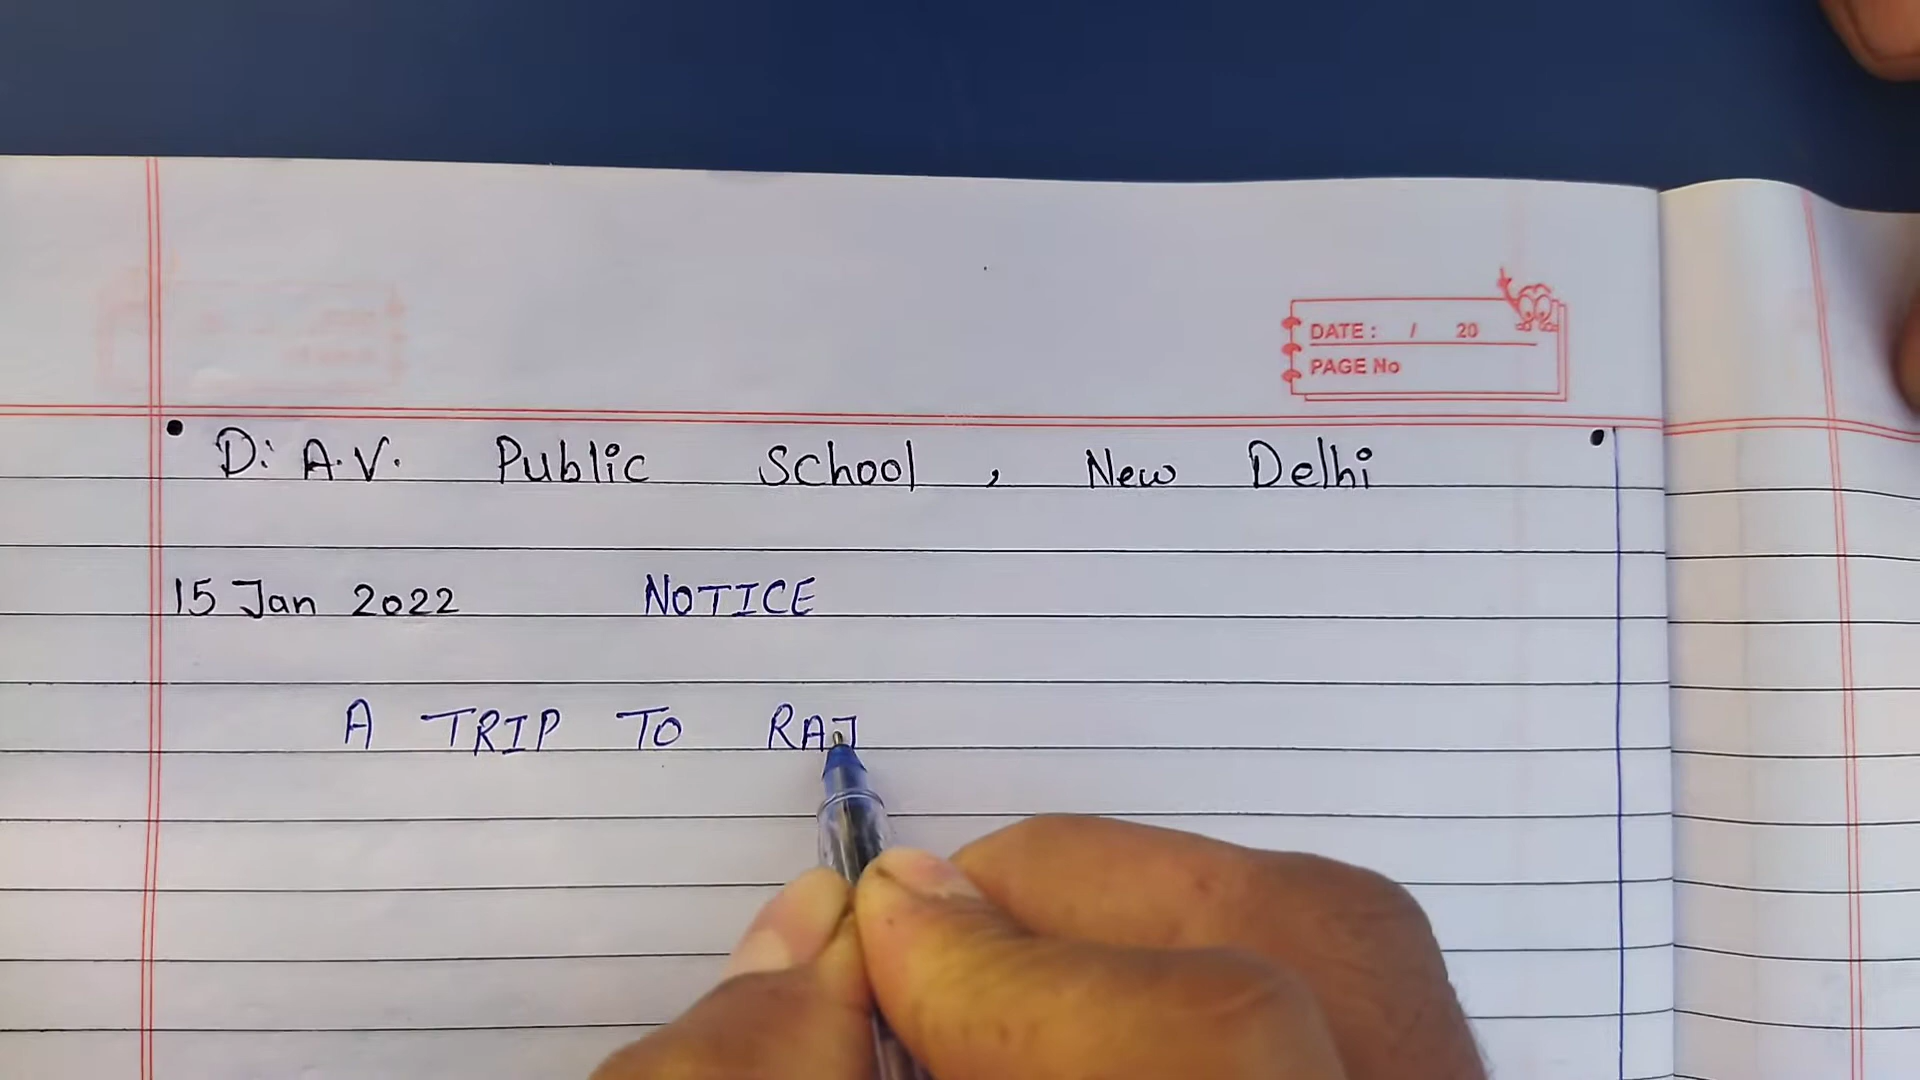 DATE: / 20
PAGE No
D. A.V. Public School, New Delhi
15 Jan 2022 NOTICE
A TRIP TO RAJ